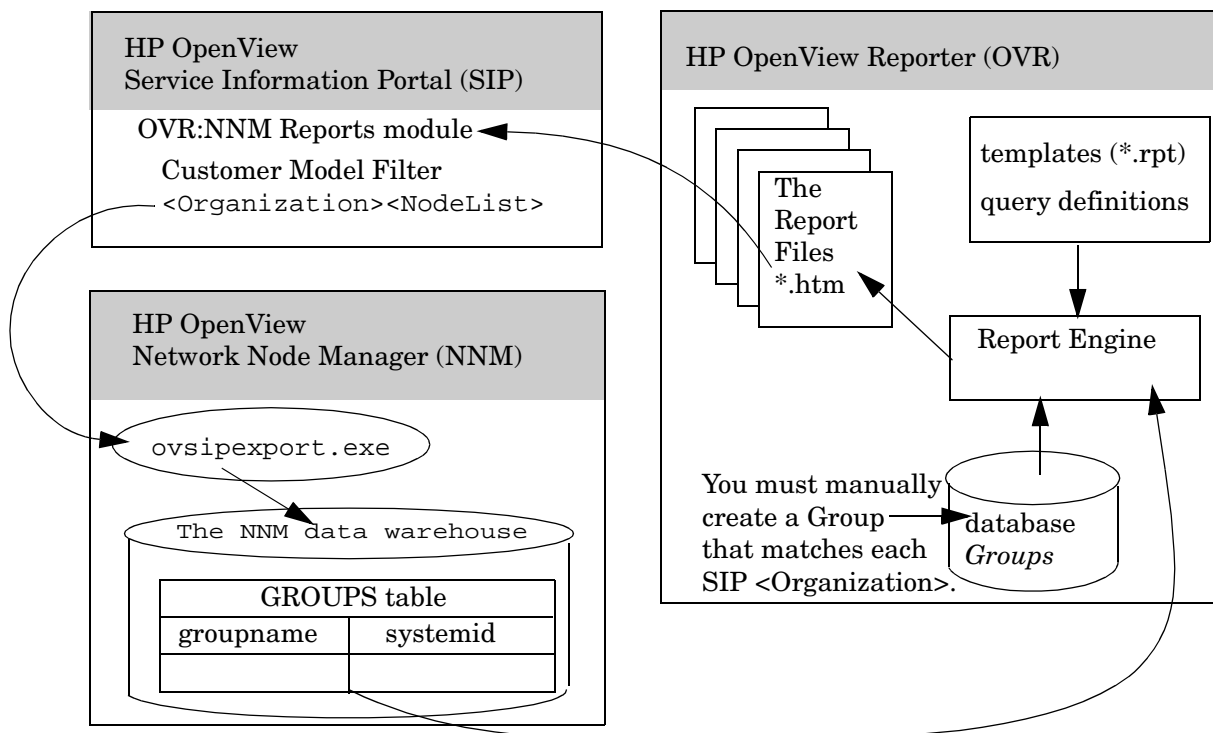 HP OpenView
Service Information Portal (SIP)
OVR:NNM Reports module
Customer Model Filter
<Organization><NodeList>
HP OpenView
Network Node Manager (NNM)
ovsipexport.exe
The NNM data warehouse
GROUPS table
groupname systemid
HP OpenView Reporter (OVR)
The
Report
Files
*.htm
templates (*.rpt)
query definitions
Report Engine
You must manually
create a Group
that matches each
SIP <Organization>.
database
Groups